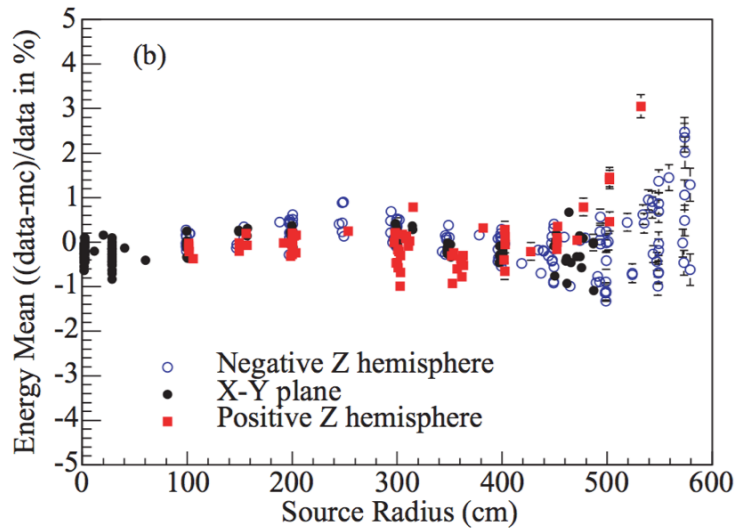 Energy Mean ((data-mc)/data in %)
5
4
3
2
1
0
-1
-2
-3
-4
-5
(b)
Negative Z hemisphere
X-Y plane
Positive Z hemisphere
0 100 200 300 400 500 600
Source Radius (cm)